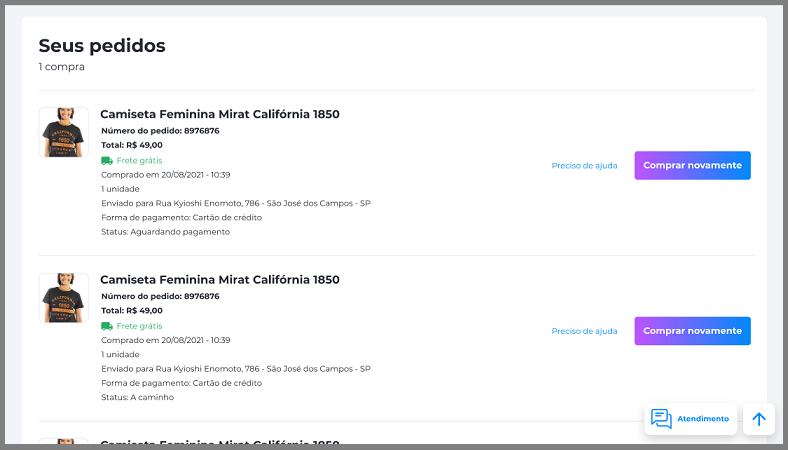 Seus pedidos
1 compra
Camiseta Feminina Mirat Califórnia 1850
Número do pedido: 8976876
Total: R$ 49,00
Frete grátis
Comprado em 20/08/2021 - 10:39
1 unidade
Enviado para Rua Kyioshi Enomoto, 786 - São José dos Campos - SP
Forma de pagamento: Cartão de crédito
Status: Aguardando pagamento
Preciso de ajuda
Comprar novamente
Camiseta Feminina Mirat Califórnia 1850
Número do pedido: 8976876
Total: R$ 49,00
Frete grátis
Comprado em 20/08/2021 - 10:39
1 unidade
Enviado para Rua Kyioshi Enomoto, 786 - São José dos Campos - SP
Forma de pagamento: Cartão de crédito
Status: A caminho
Preciso de ajuda
Comprar novamente
Atendimento
Camiseta Feminina Mirat Califórnia 1850